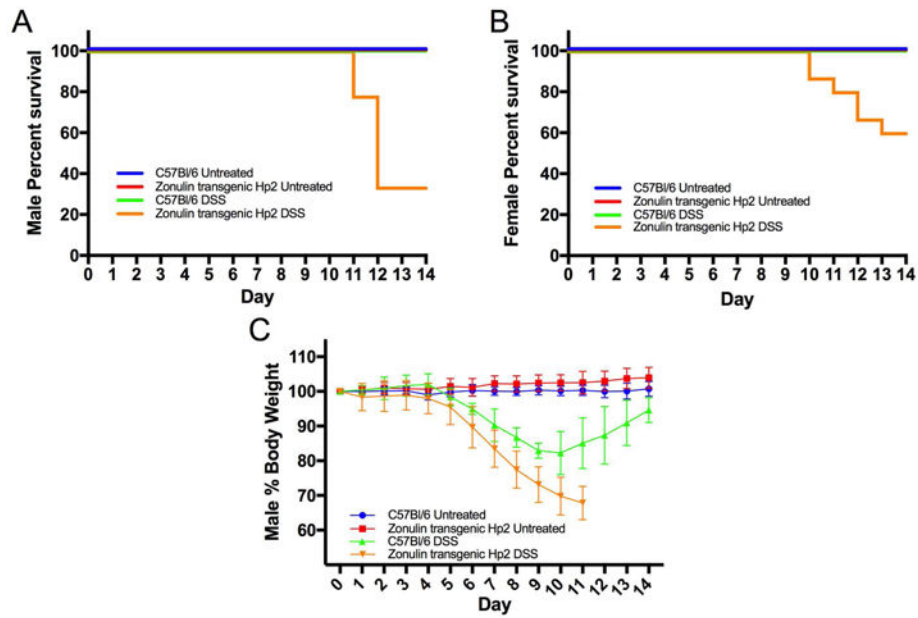 A
Male Percent survival
100
80
60
40
20
0
C57Bl/6 Untreated
Zonulin transgenic Hp2 Untreated
C57Bl/6 DSS
Zonulin transgenic Hp2 DSS
0 1 2 3 4 5 6 7 8 9 10 11 12 13 14
Day
B
Female Percent survival
100
80
60
40
20
0
C57Bl/6 Untreated
Zonulin transgenic Hp2 Untreated
C57Bl/6 DSS
Zonulin transgenic Hp2 DSS
0 1 2 3 4 5 6 7 8 9 10 11 12 13 14
Day
C
Male % Body Weight
110
100
90
80
70
60
C57Bl/6 Untreated
Zonulin transgenic Hp2 Untreated
C57Bl/6 DSS
Zonulin transgenic Hp2 DSS
0 1 2 3 4 5 6 7 8 9 10 11 12 13 14
Day